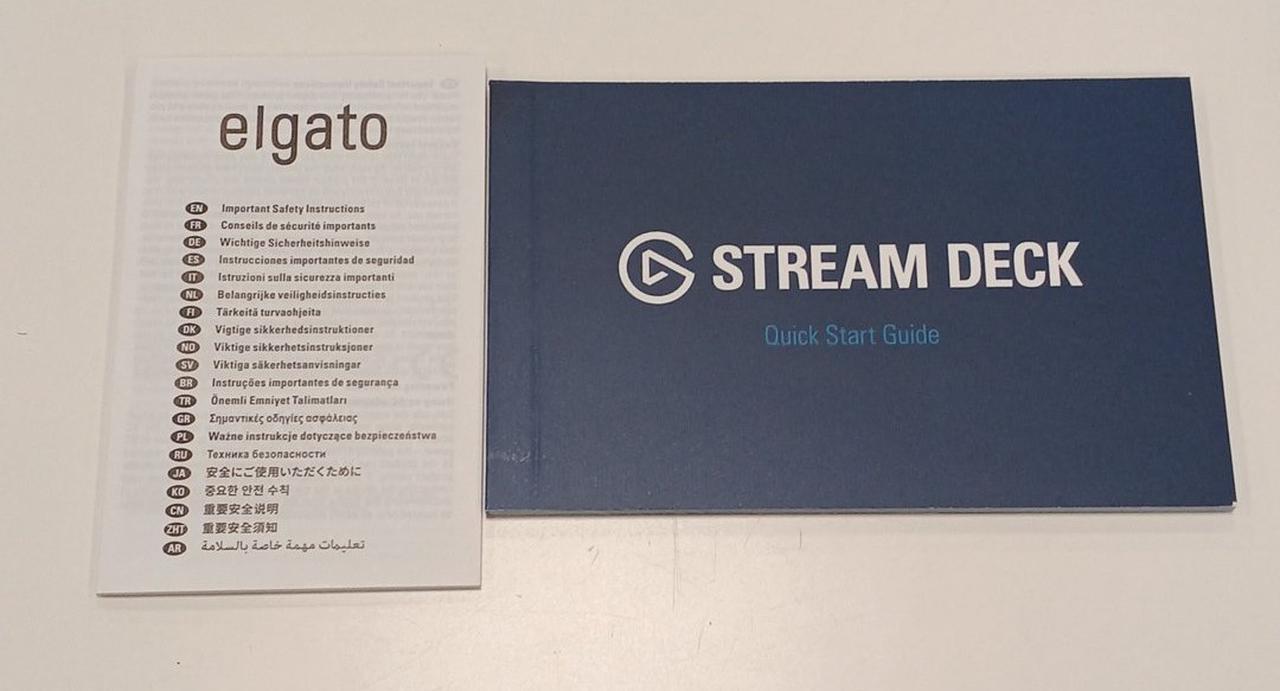 elgato
EN Important Safety Instructions
FR Conseils de sécurité importants
DE Wichtige Sicherheitshinweise
ES Instrucciones importantes de seguridad
IT Istruzioni sulla sicurezza importanti
NL Belangrijke veiligheidsinstructies
FI Tärkeitä turvaohjeita
DK Vigtige sikkerhedsinstruktioner
NO Viktige sikkerhetsinstruksjoner
SV Viktiga säkerhetsanvisningar
BR Instruções importantes de segurança
TR Önemli Emniyet Talimatları
GR Σημαντικές οδηγίες ασφάλειας
PL Ważne instrukcje dotyczące bezpieczeństwa
RU Техника безопасности
JA 安全にご使用いただくために
KO 중요한 안전 수칙
CN 重要安全说明
ZHT 重要安全須知
AR تعليمات مهمة خاصة بالسلامة
STREAM DECK
Quick Start Guide